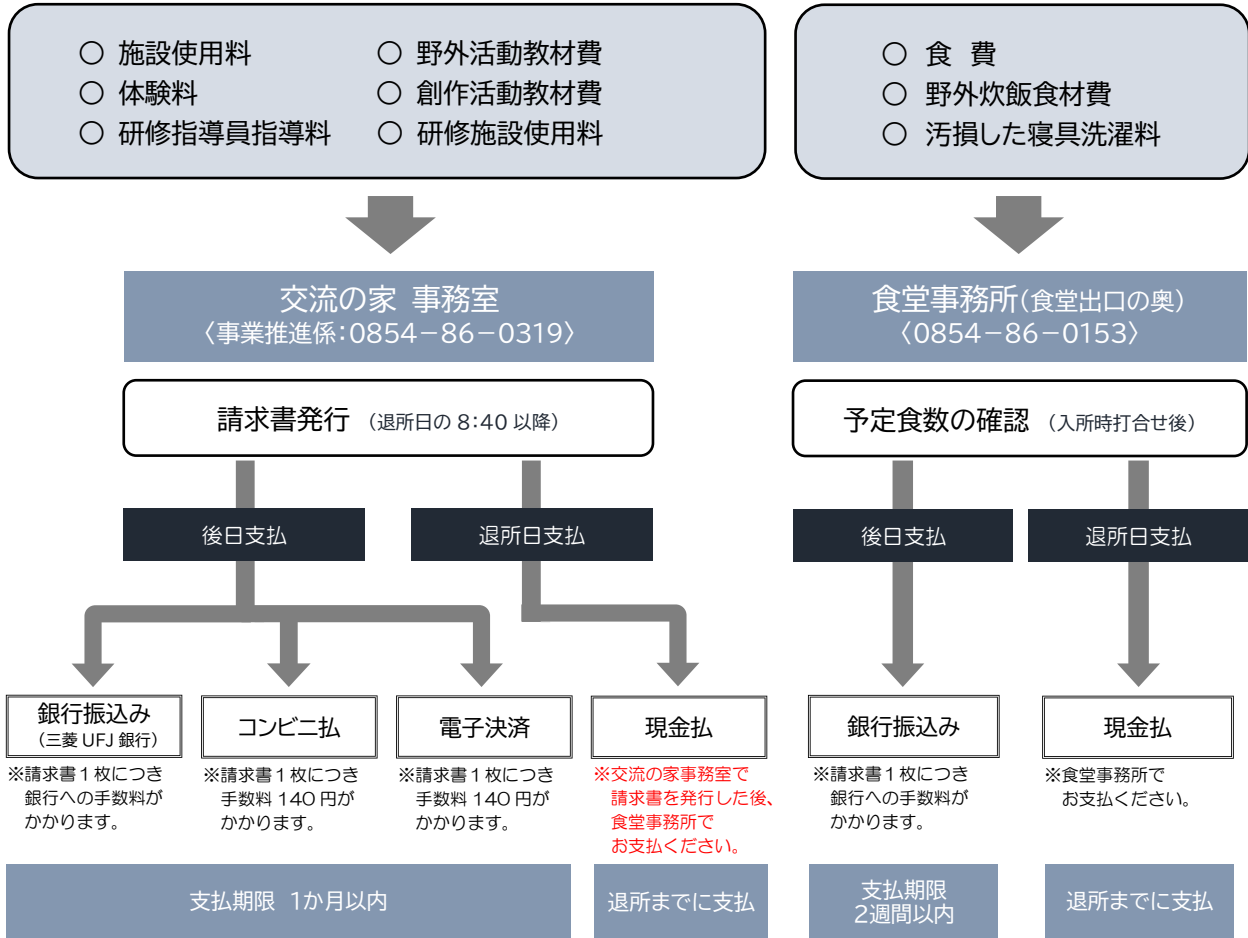 ○ 施設使用料
○ 体験料
○ 研修指導員指導料
○ 野外活動教材費
○ 創作活動教材費
○ 研修施設使用料
○ 食 費
○ 野外炊飯食材費
○ 汚損した寝具洗濯料
交流の家 事務室
〈事業推進係:0854-86-0319〉
食堂事務所(食堂出口の奥)
〈0854-86-0153〉
請求書発行 (退所日の 8:40 以降)
予定食数の確認 (入所時打合せ後)
後日支払
退所日支払
後日支払
退所日支払
銀行振込み
(三菱 UFJ 銀行)
※請求書1枚につき
銀行への手数料が
かかります。
コンビニ払
※請求書1枚につき
手数料 140 円が
かかります。
電子決済
※請求書1枚につき
手数料 140 円が
かかります。
現金払
※交流の家事務室で
請求書を発行した後、
食堂事務所で
お支払ください。
銀行振込み
※請求書1枚につき
銀行への手数料が
かかります。
現金払
※食堂事務所で
お支払ください。
支払期限 1か月以内
退所までに支払
支払期限
2週間以内
退所までに支払